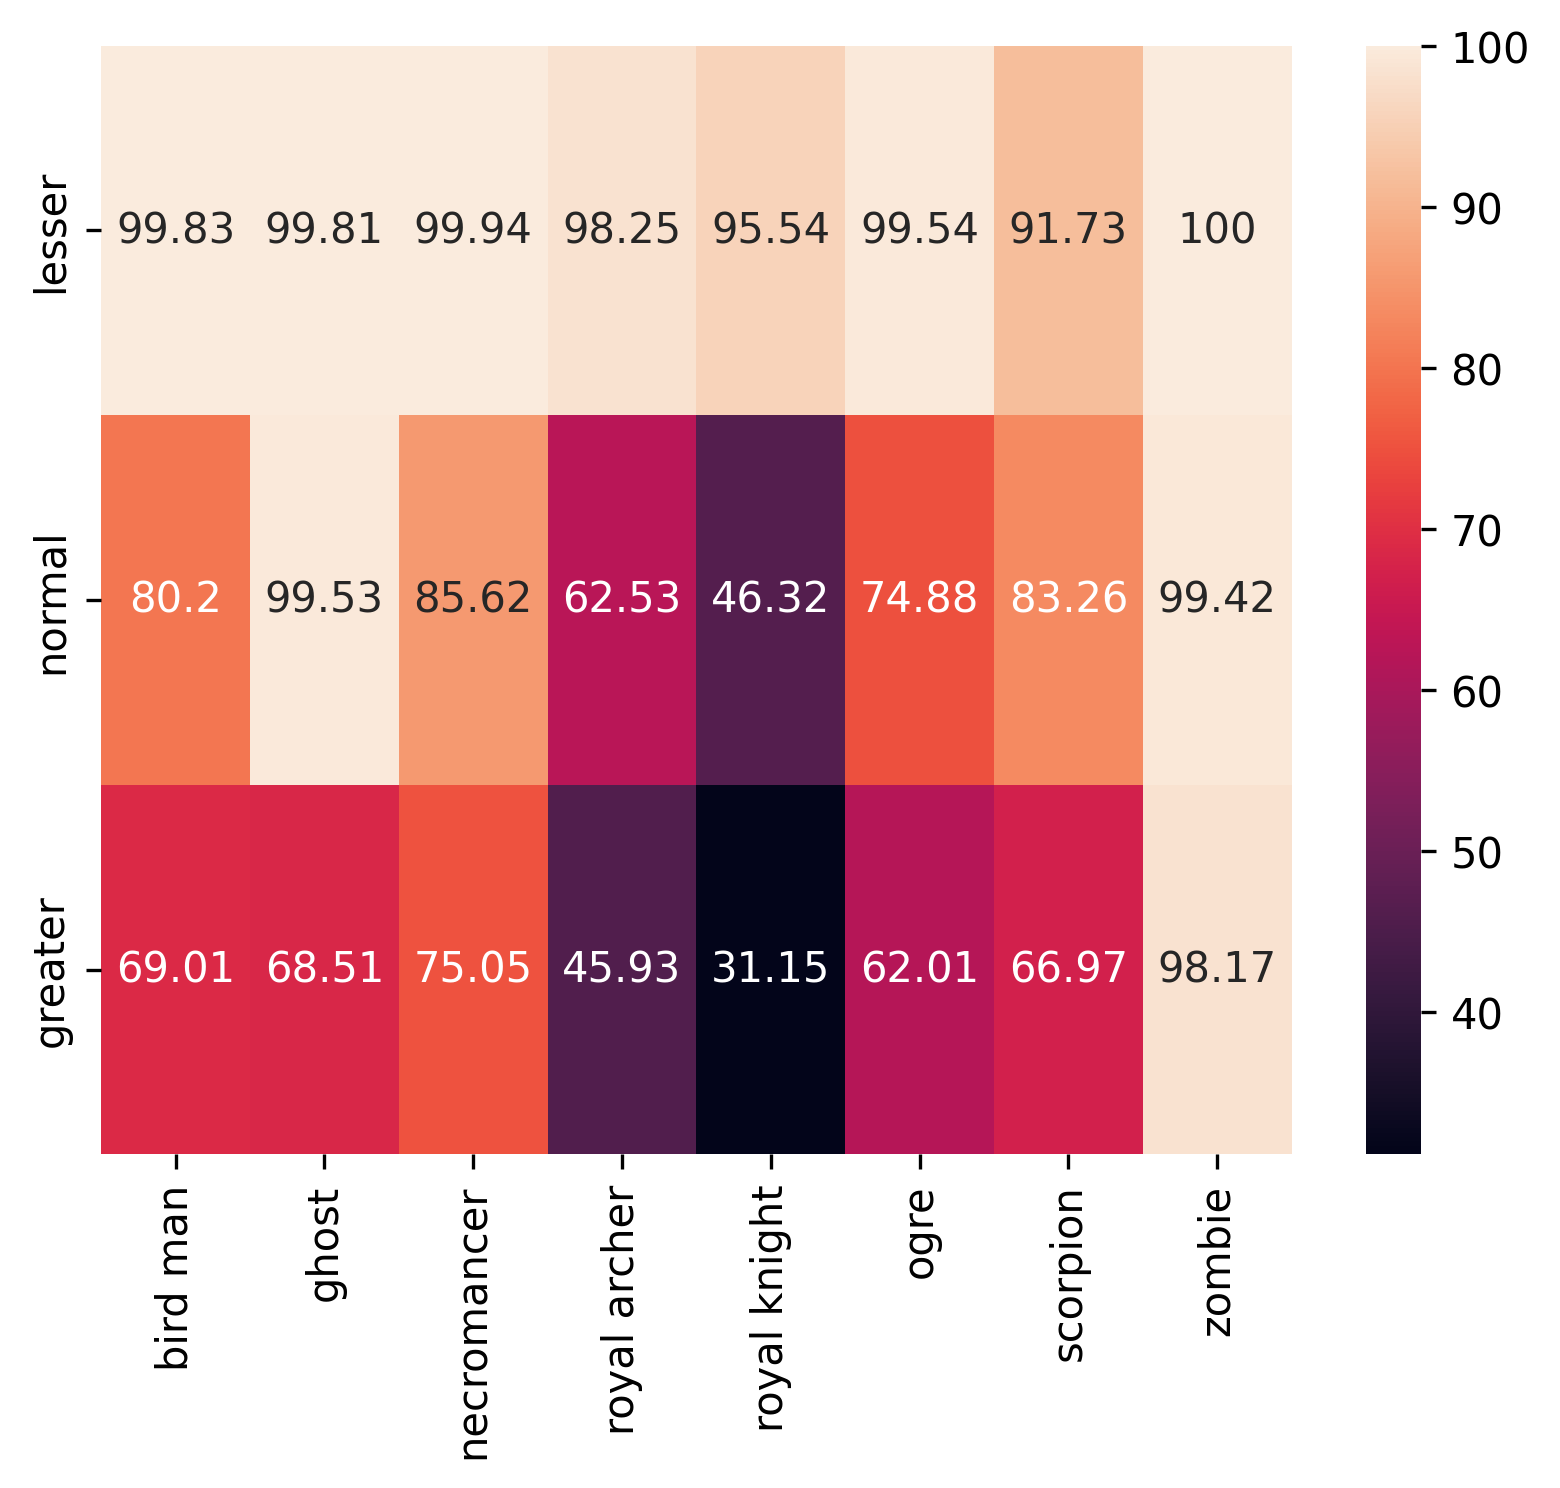 lesser 99.83 99.81 99.94 98.25 95.54 99.54 91.73 100
normal 80.2 99.53 85.62 62.53 46.32 74.88 83.26 99.42
greater 69.01 68.51 75.05 45.93 31.15 62.01 66.97 98.17
bird man
ghost
necromancer
royal archer
royal knight
ogre
scorpion
zombie
100
90
80
70
60
50
40